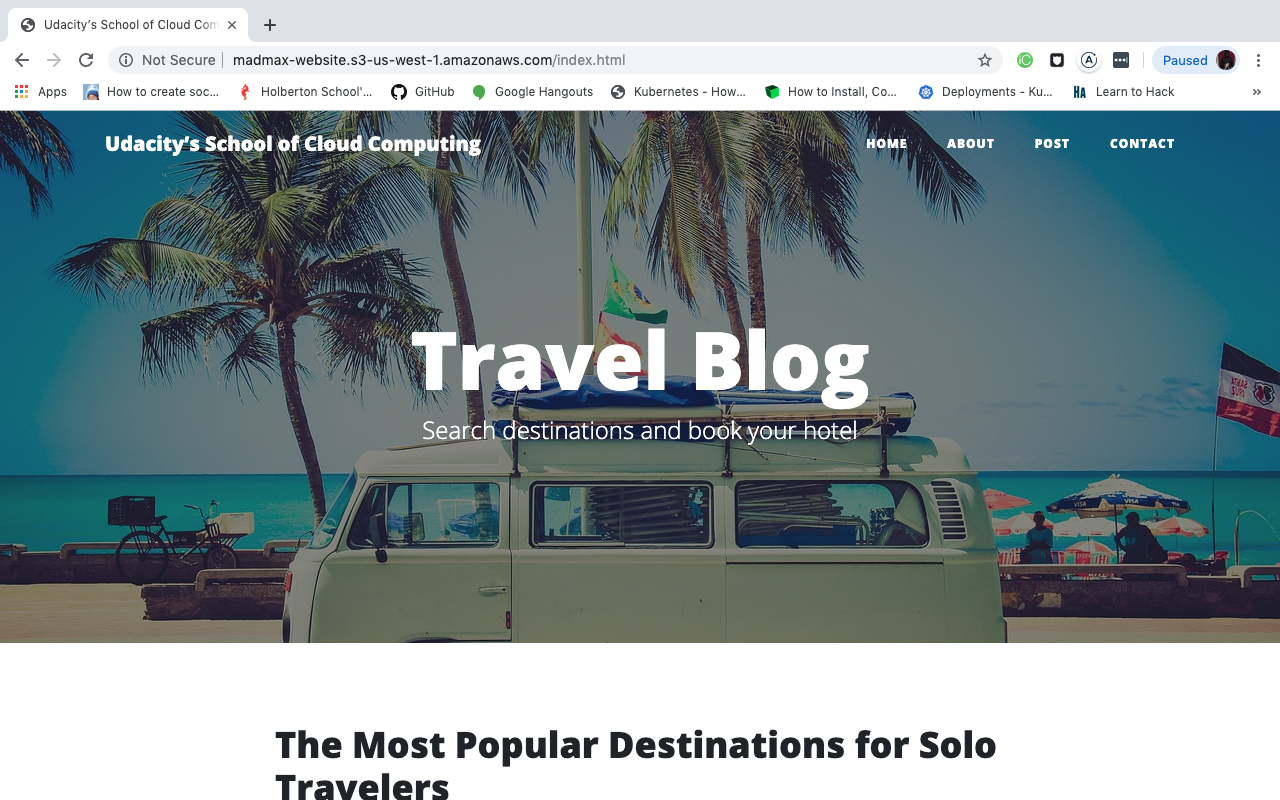 Udacity’s School of Cloud Com
Not Secure
madmax-website.s3-us-west-1.amazonaws.com/index.html
iC
A
Paused
Apps
How to create soc...
Holberton School'...
GitHub
Google Hangouts
Kubernetes - How...
How to Install, Co...
Deployments - Ku...
HA
Learn to Hack
»
Udacity’s School of Cloud Computing
HOME
ABOUT
POST
CONTACT
Travel Blog
Search destinations and book your hotel
VISA
The Most Popular Destinations for Solo
Travelers